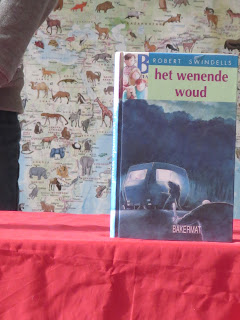 B
ROBERT SWINDELLS
het wenende
woud
BAKERMAT